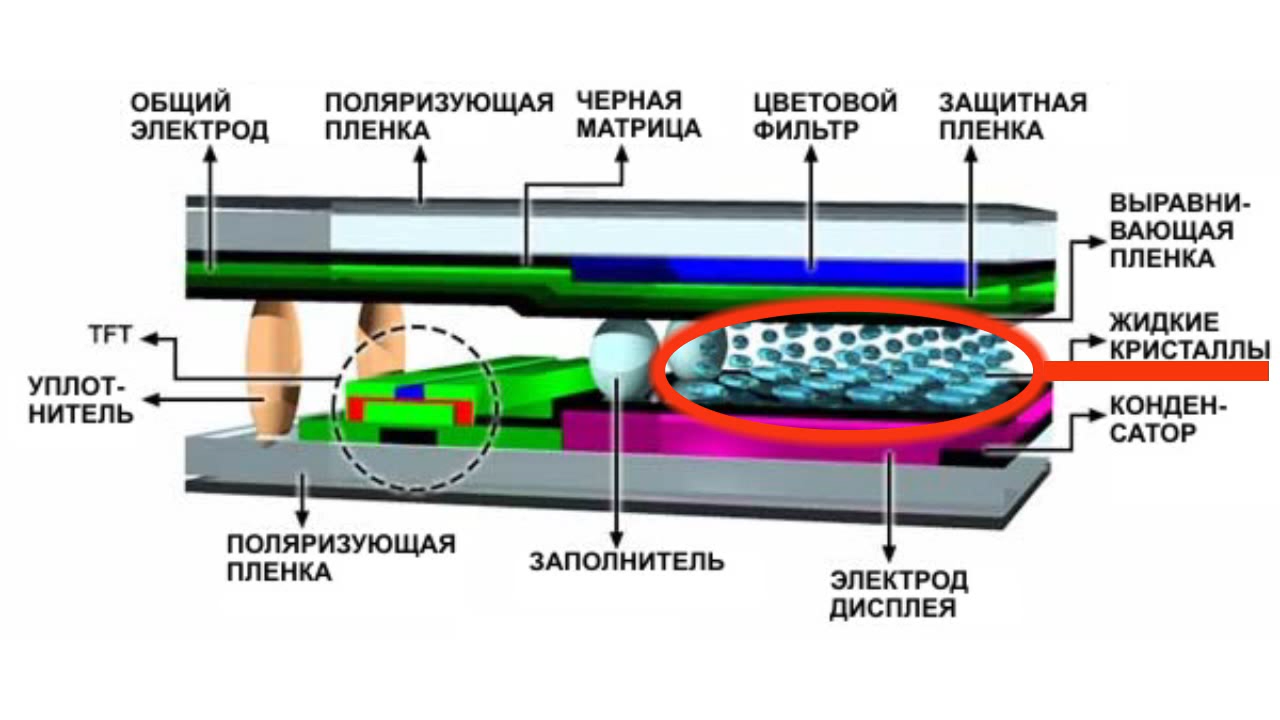 ОБЩИЙ
ЭЛЕКТРОД
ПОЛЯРИЗУЮЩАЯ
ПЛЕНКА
ЧЕРНАЯ
МАТРИЦА
ЦВЕТОВОЙ
ФИЛЬТР
ЗАЩИТНАЯ
ПЛЕНКА
ВЫРАВНИ-
ВАЮЩАЯ
ПЛЕНКА
ЖИДКИЕ
КРИСТАЛЛЫ
КОНДЕН-
САТОР
TFT
УПЛОТ-
НИТЕЛЬ
ПОЛЯРИЗУЮЩАЯ
ПЛЕНКА
ЗАПОЛНИТЕЛЬ
ЭЛЕКТРОД
ДИСПЛЕЯ